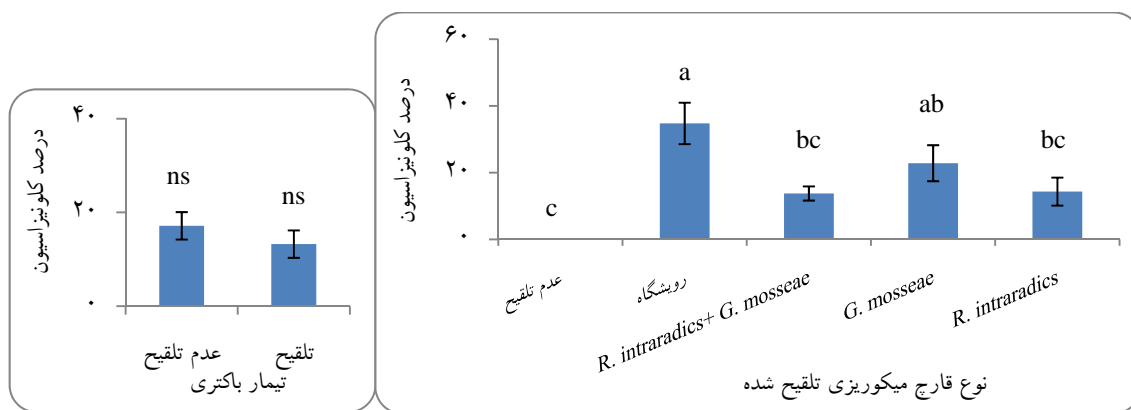 درصد کلونیزاسیون
۴۰
۲۰
۰
ns
ns
عدم تلقیح
تلقیح
تیمار باکتری
درصد کلونیزاسیون
۶۰
۴۰
۲۰
۰
c
a
bc
ab
bc
عدم تلقیح
رویشگاه
R. intraradics+ G. mosseae
G. mosseae
R. intraradics
نوع قارچ میکوریزی تلقیح شده